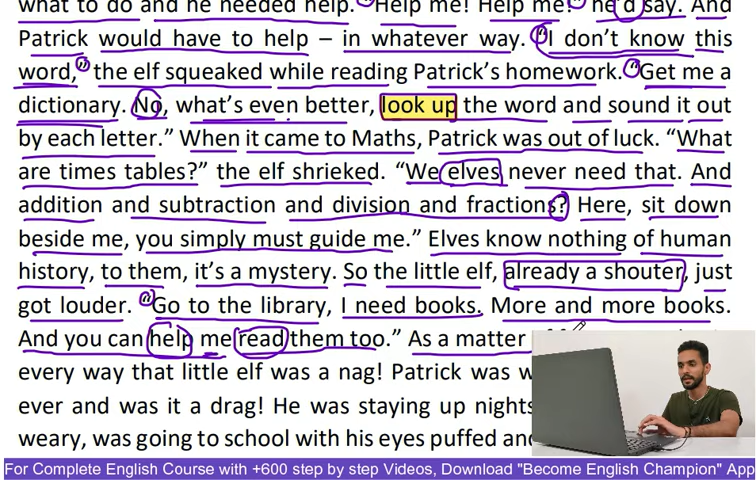 what to do and he needed help. "Help me! Help me!" he'd say. And
Patrick would have to help – in whatever way. "I don't know this
word," the elf squeaked while reading Patrick's homework. "Get me a
dictionary. No, what's even better, look up the word and sound it out
by each letter." When it came to Maths, Patrick was out of luck. "What
are times tables?" the elf shrieked. "We elves never need that. And
addition and subtraction and division and fractions? Here, sit down
beside me, you simply must guide me." Elves know nothing of human
history, to them, it's a mystery. So the little elf, already a shouter, just
got louder. "Go to the library, I need books. More and more books.
And you can help me read them too." As a matter
every way that little elf was a nag! Patrick was
ever and was it a drag! He was staying up nights
weary, was going to school with his eyes puffed
For Complete English Course with +600 step by step Videos, Download "Become English Champion" App